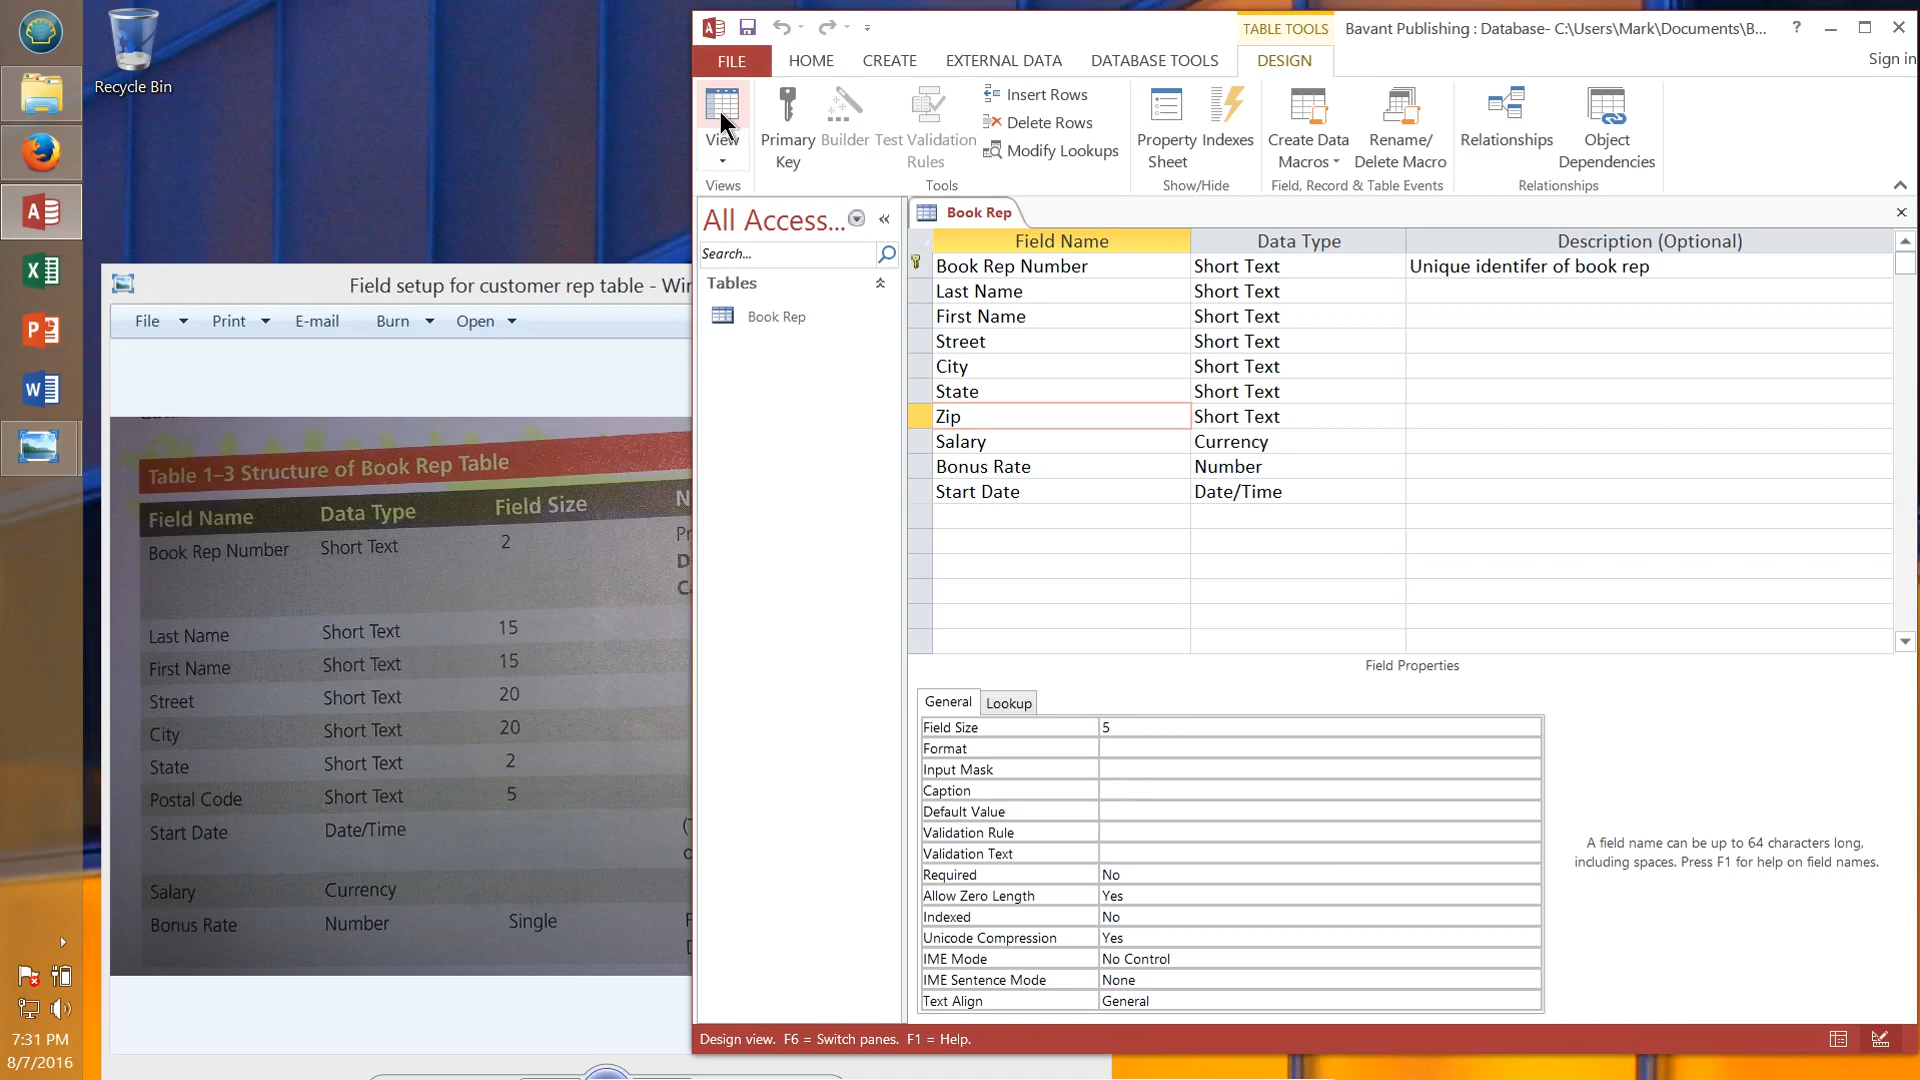 Recycle Bin
TABLE TOOLS
Bavant Publishing : Database- C:\Users\Mark\Documents\B...
?
FILE
HOME
CREATE
EXTERNAL DATA
DATABASE TOOLS
DESIGN
Sign in
View
Primary Key
Builder
Test Validation Rules
Insert Rows
Delete Rows
Modify Lookups
Property Sheet
Indexes
Create Data Macros
Rename/ Delete Macro
Relationships
Object Dependencies
Views
Tools
Show/Hide
Field, Record & Table Events
Relationships
All Access...
Search...
Tables
Book Rep
Book Rep
Field Name Data Type Description (Optional)
Book Rep Number Short Text Unique identifer of book rep
Last Name Short Text
First Name Short Text
Street Short Text
City Short Text
State Short Text
Zip Short Text
Salary Currency
Bonus Rate Number
Start Date Date/Time
Field Properties
General Lookup
Field Size 5
Format
Input Mask
Caption
Default Value
Validation Rule
Validation Text
Required No
Allow Zero Length Yes
Indexed No
Unicode Compression Yes
IME Mode No Control
IME Sentence Mode None
Text Align General
A field name can be up to 64 characters long,
including spaces. Press F1 for help on field names.
Design view. F6 = Switch panes. F1 = Help.
Field setup for customer rep table - Win
File Print E-mail Burn Open
Table 1–3 Structure of Book Rep Table
Field Name Data Type Field Size
Book Rep Number Short Text 2
Last Name Short Text 15
First Name Short Text 15
Street Short Text 20
City Short Text 20
State Short Text 2
Postal Code Short Text 5
Start Date Date/Time
Salary Currency
Bonus Rate Number Single
7:31 PM
8/7/2016